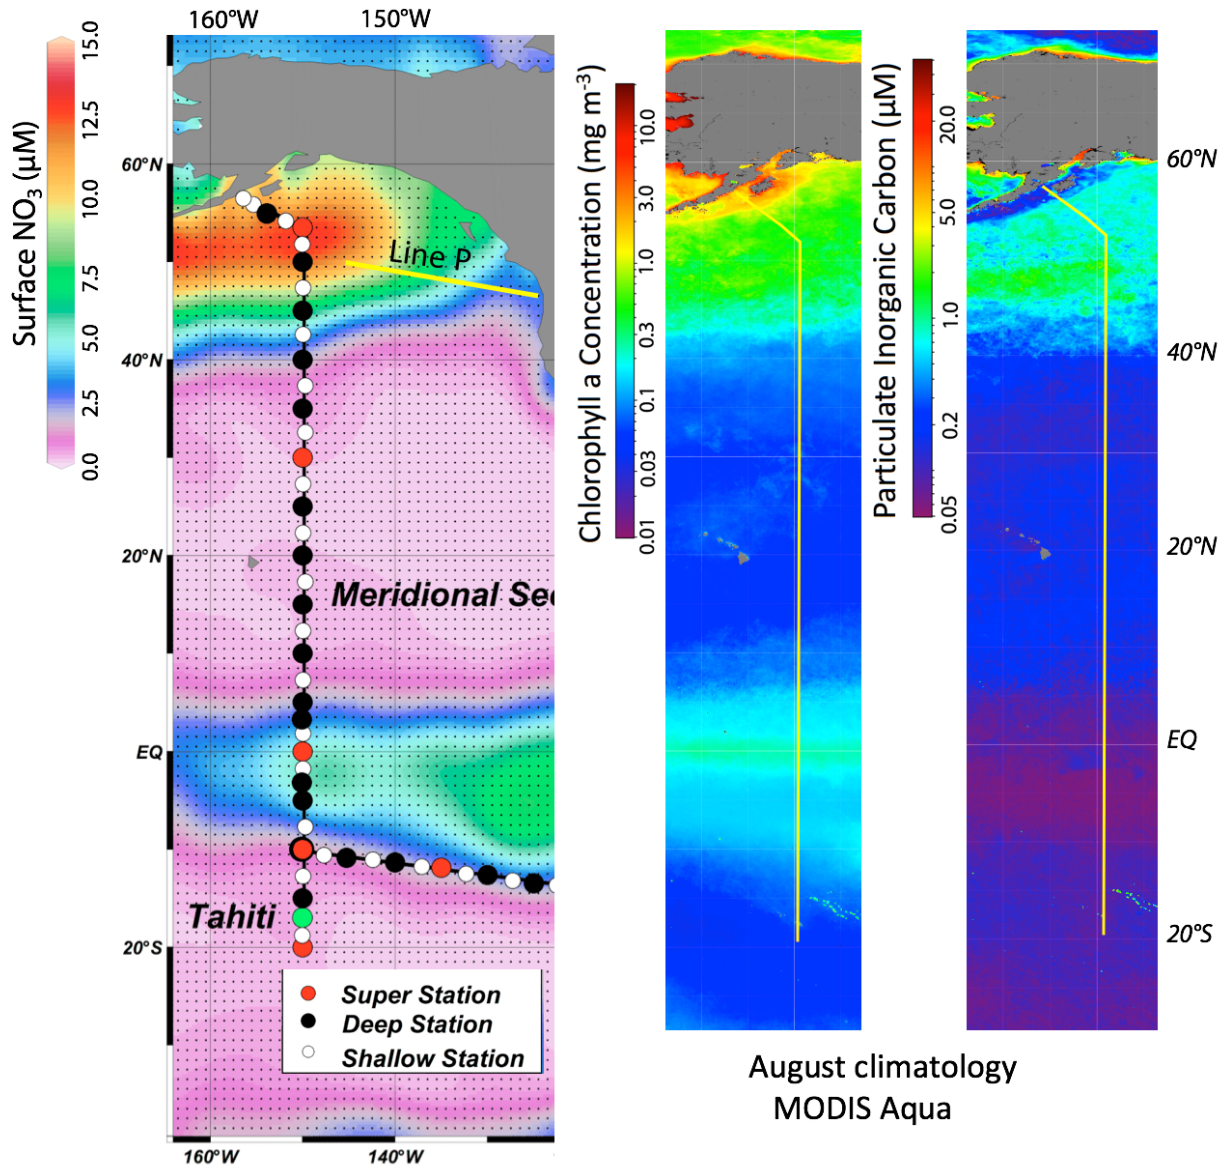 160°W
150°W
Surface NO3 (µM)
15.0
12.5
10.0
7.5
5.0
2.5
0.0
60°N
40°N
20°N
EQ
20°S
Line P
Meridional Sec
Tahiti
Super Station
Deep Station
Shallow Station
160°W
140°W
Chlorophyll a Concentration (mg m-3)
10.0
3.0
1.0
0.3
0.1
0.03
0.01
Particulate Inorganic Carbon (µM)
20.0
5.0
1.0
0.2
0.05
60°N
40°N
20°N
EQ
20°S
August climatology
MODIS Aqua